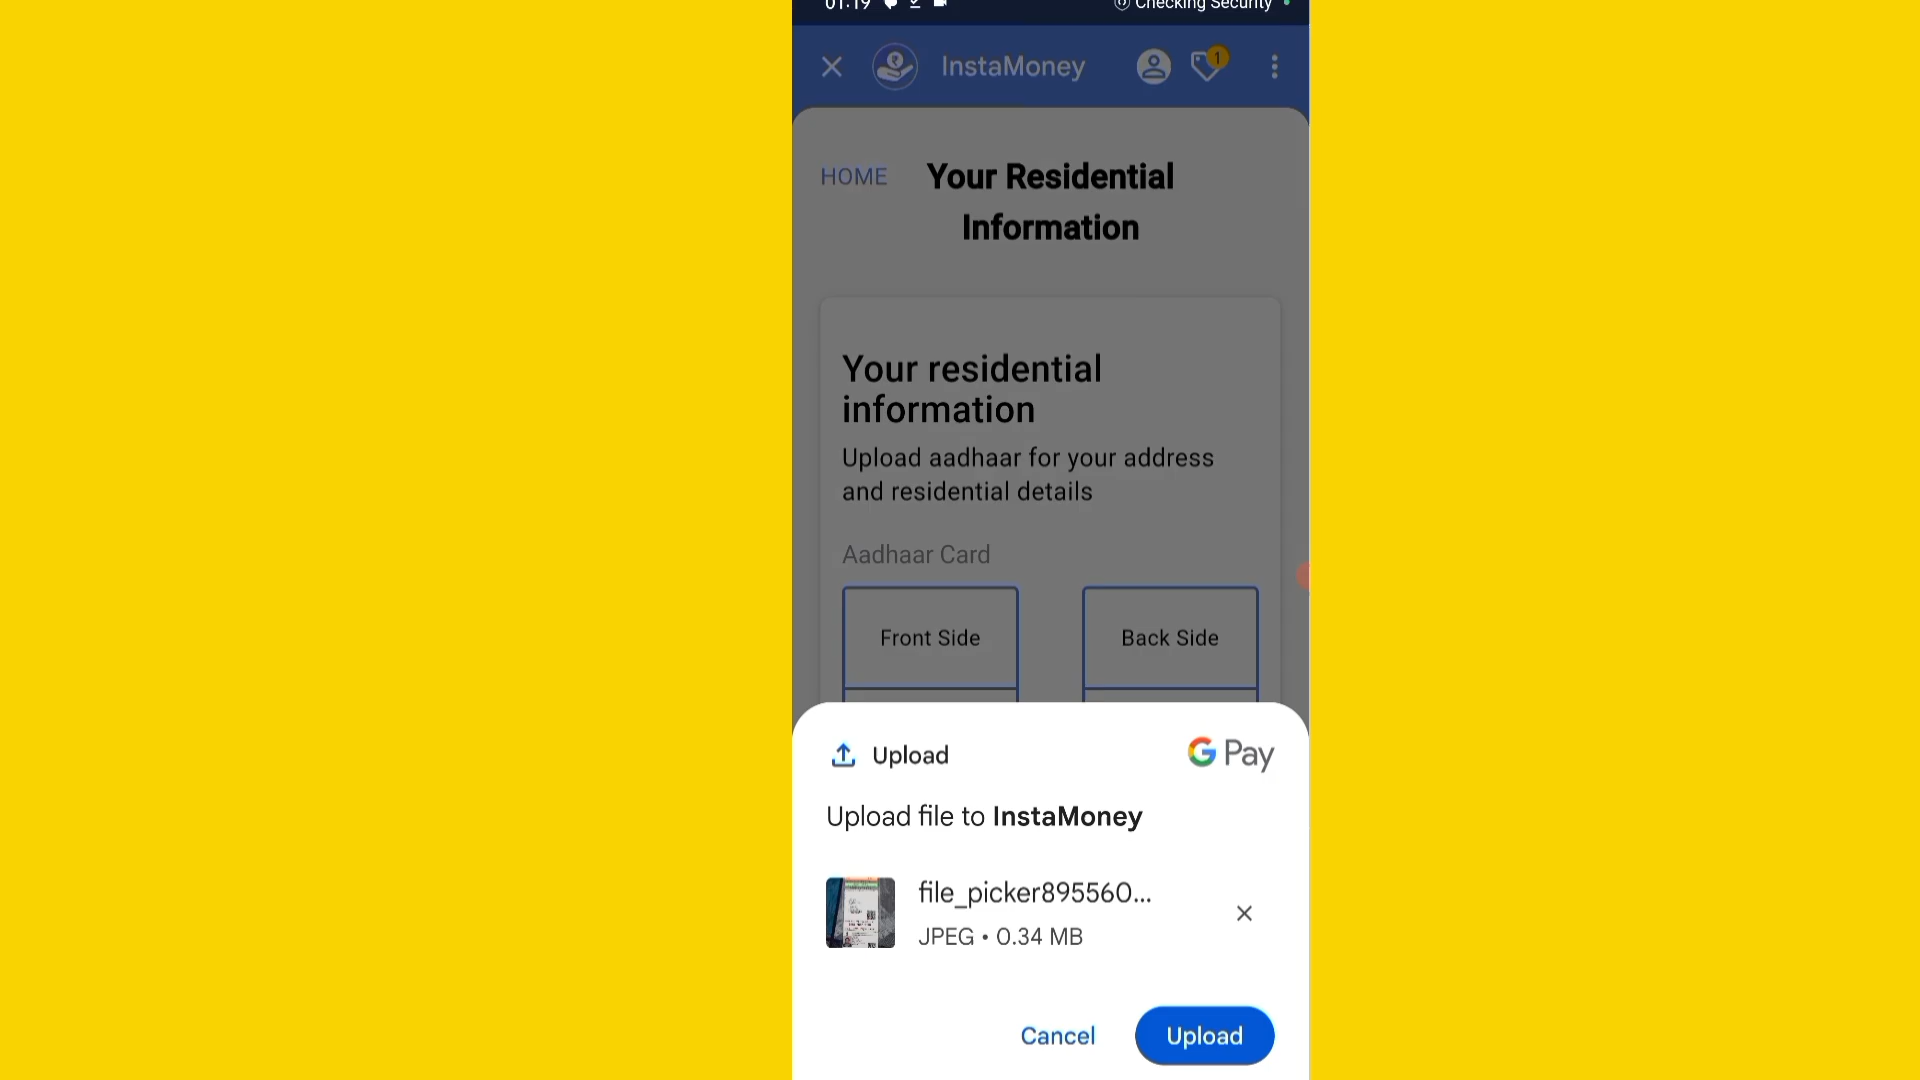 01:19 Checking Security
InstaMoney 1
HOME Your Residential
Information
Your residential
information
Upload aadhaar for your address
and residential details
Aadhaar Card
Front Side Back Side
Upload G Pay
Upload file to InstaMoney
file_picker895560...
JPEG • 0.34 MB
Cancel Upload